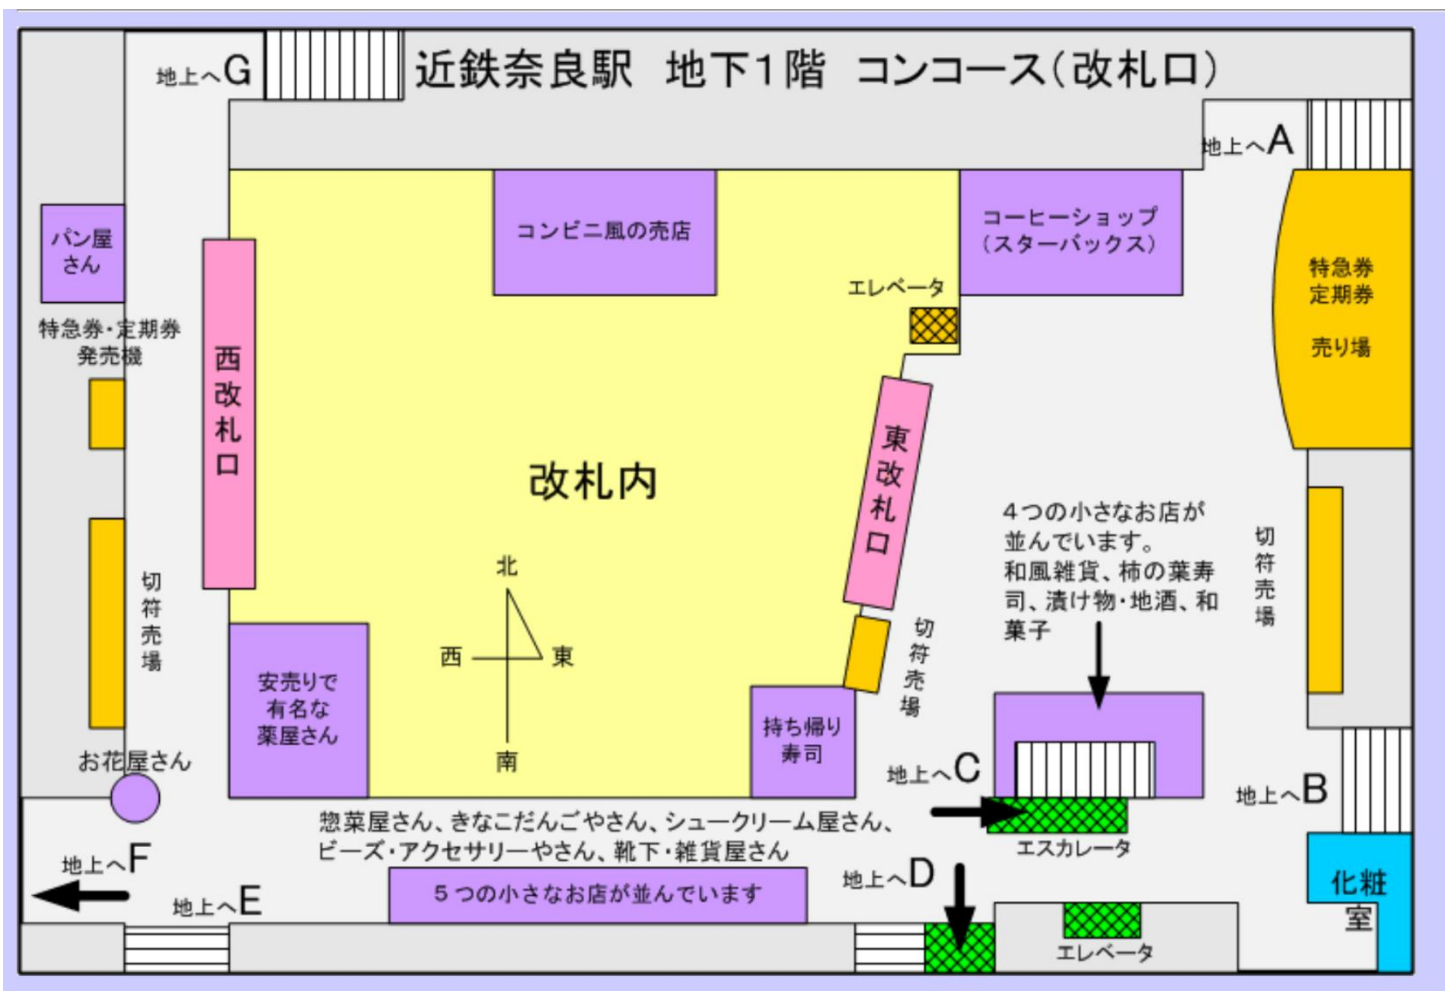 近鉄奈良駅 地下1階 コンコース(改札口)
地上へG
地上へA
パン屋
さん
コンビニ風の売店
コーヒーショップ
(スターバックス)
エレベータ
特急券
定期券
売り場
特急券・定期券
発売機
西改札口
東改札口
改札内
4つの小さなお店が
並んでいます。
和風雑貨、柿の葉寿
司、漬け物・地酒、和
菓子
切符売場
切符売場
切符売場
北
西
東
南
安売りで
有名な
薬屋さん
持ち帰り
寿司
お花屋さん
地上へC
地上へB
惣菜屋さん、きなこだんごやさん、シュークリーム屋さん、
ビーズ・アクセサリーやさん、靴下・雑貨屋さん
エスカレータ
地上へF
地上へE
5つの小さなお店が並んでいます
地上へD
化粧
室
エレベータ